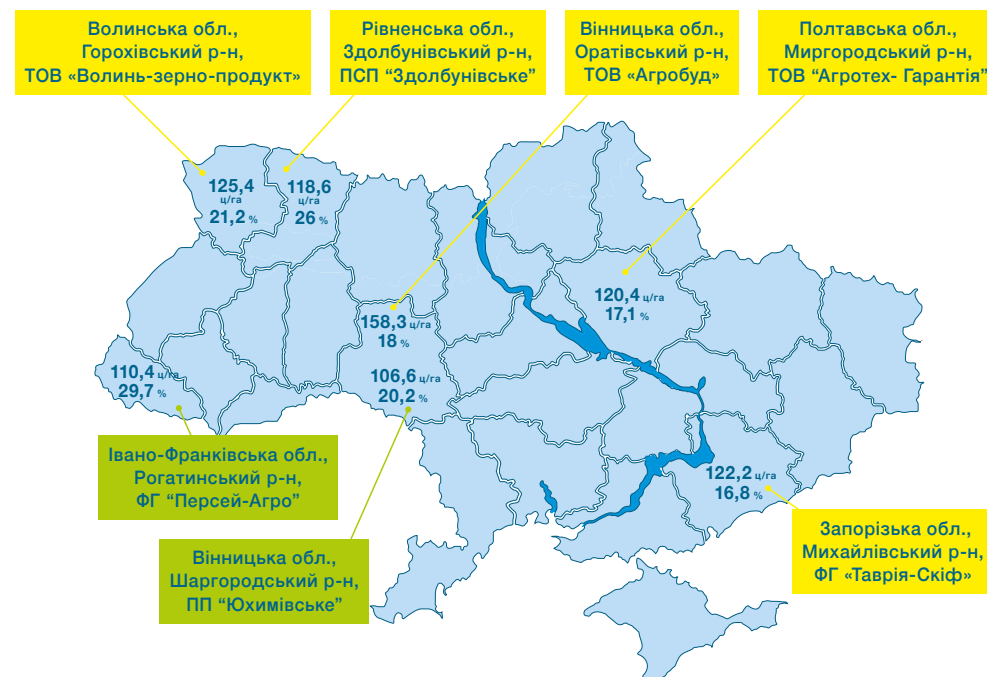 Волинська обл.,
Горохівський р-н,
ТОВ «Волинь-зерно-продукт»
Рівненська обл.,
Здолбунівський р-н,
ПСП “Здолбунівське”
Вінницька обл.,
Оратівський р-н,
ТОВ «Агробуд»
Полтавська обл.,
Миргородський р-н,
ТОВ “Агротех- Гарантія”
125,4
ц/га
21,2 %
118,6
ц/га
26 %
120,4 ц/га
17,1 %
158,3 ц/га
18 %
110,4 ц/га
29,7 %
106,6 ц/га
20,2 %
Івано-Франківська обл.,
Рогатинський р-н,
ФГ “Персей-Агро”
122,2 ц/га
16,8 %
Вінницька обл.,
Шаргородський р-н,
ПП “Юхимівське”
Запорізька обл.,
Михайлівський р-н,
ФГ «Таврія-Скіф»